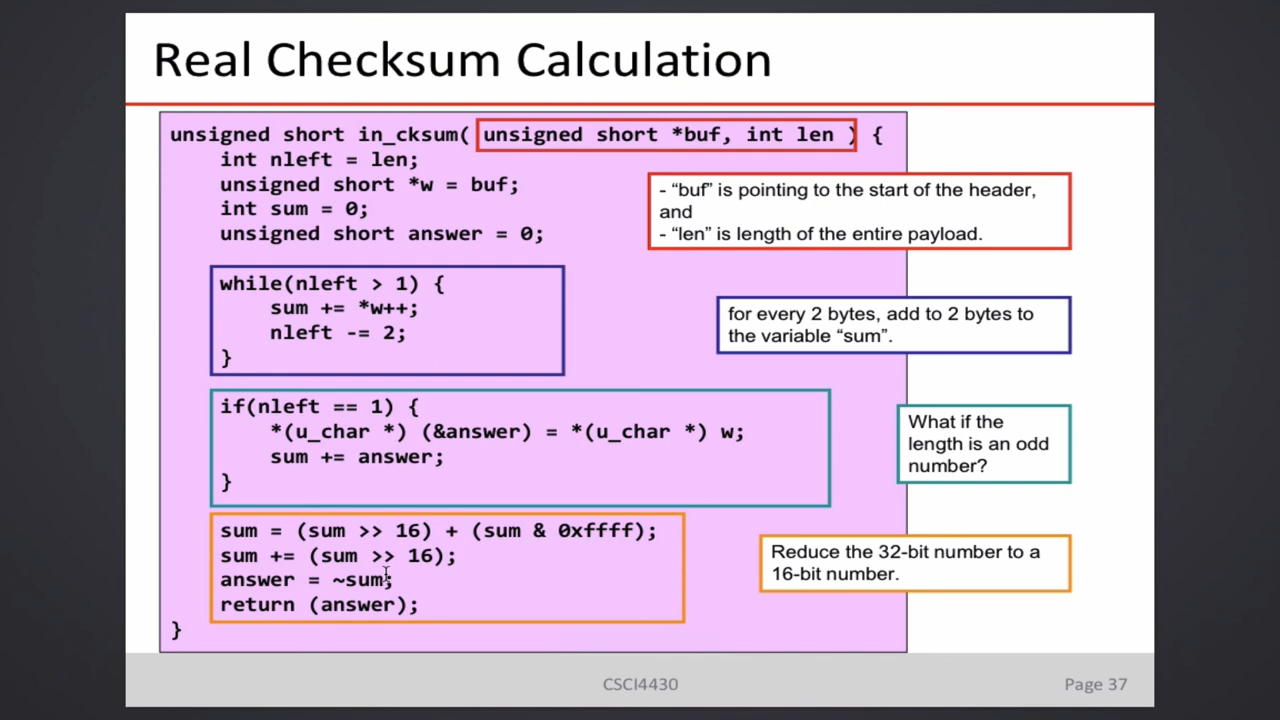 Real Checksum Calculation
unsigned short in_cksum( unsigned short *buf, int len ) {
int nleft = len;
unsigned short *w = buf;
int sum = 0;
unsigned short answer = 0;
- “buf” is pointing to the start of the header,
and
- “len” is length of the entire payload.
while(nleft > 1) {
sum += *w++;
nleft -= 2;
}
for every 2 bytes, add to 2 bytes to
the variable “sum”.
if(nleft == 1) {
*(u_char *) (&answer) = *(u_char *) w;
sum += answer;
}
What if the
length is an odd
number?
sum = (sum >> 16) + (sum & 0xffff);
sum += (sum >> 16);
answer = ~sum;
return (answer);
}
Reduce the 32-bit number to a
16-bit number.
CSCI4430
Page 37